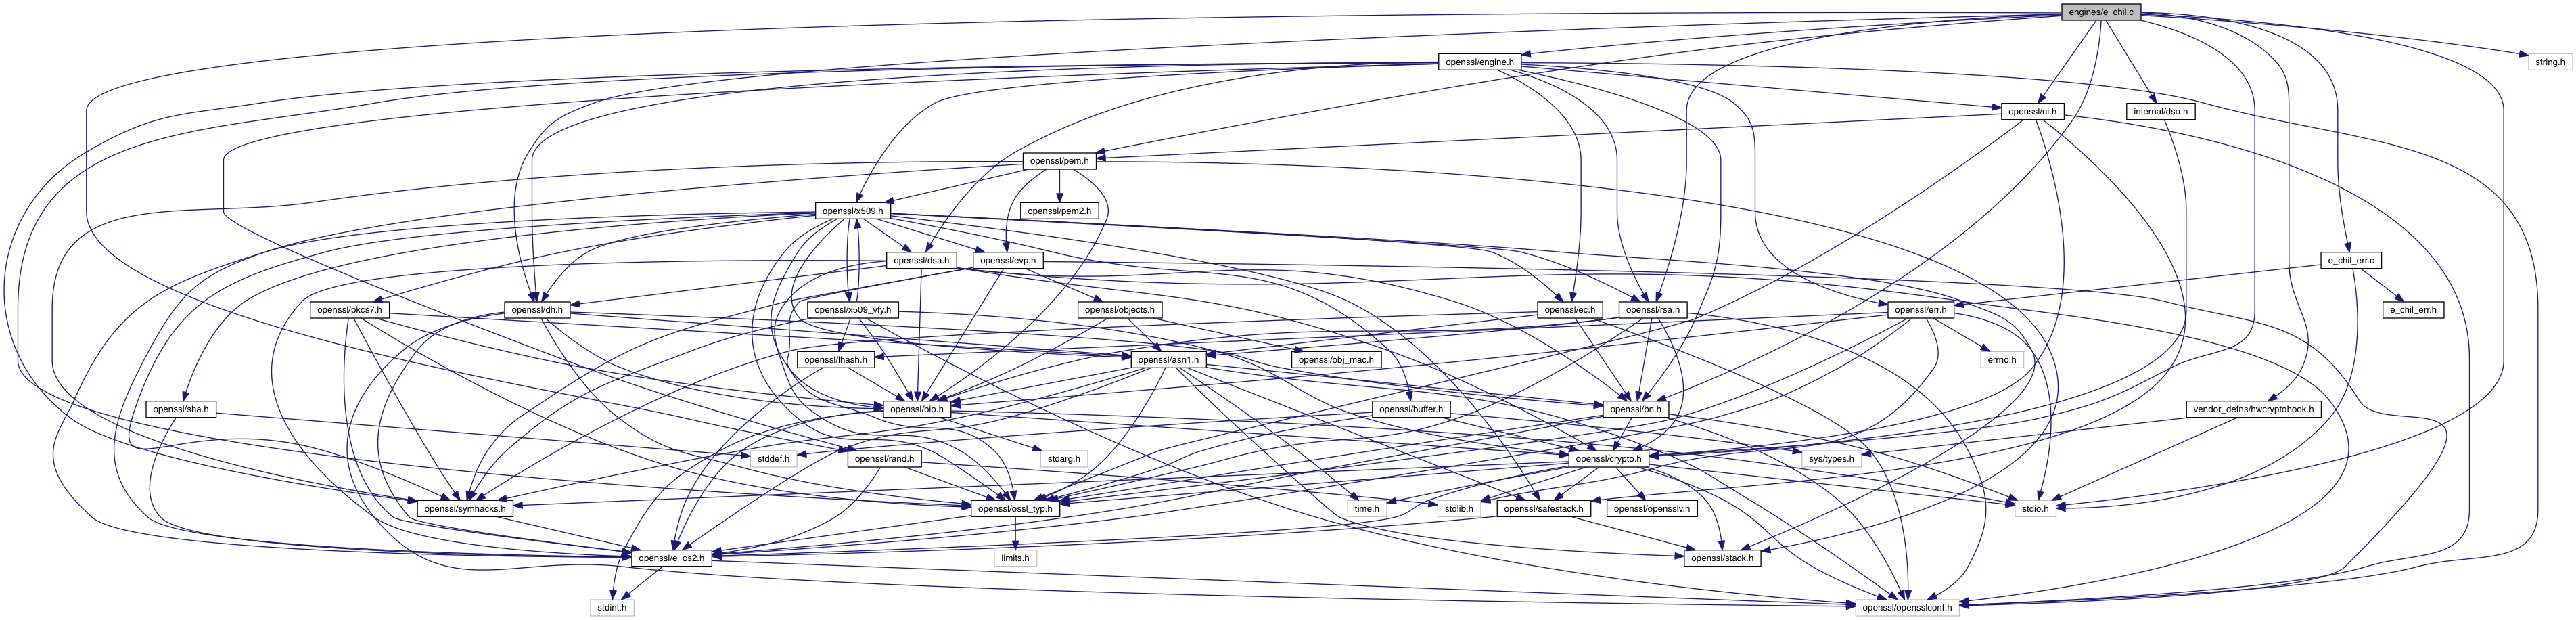 engines/e_chil.c
openssl/engine.h
string.h
openssl/ui.h
internal/dso.h
openssl/pem.h
openssl/x509.h
openssl/pem2.h
openssl/dsa.h
openssl/evp.h
e_chil_err.c
openssl/pkcs7.h
openssl/dh.h
openssl/x509_vfy.h
openssl/objects.h
openssl/ec.h
openssl/rsa.h
openssl/err.h
e_chil_err.h
openssl/lhash.h
openssl/asn1.h
openssl/obj_mac.h
errno.h
openssl/sha.h
openssl/bio.h
openssl/buffer.h
openssl/bn.h
vendor_defns/hwcryptohook.h
stddef.h
openssl/rand.h
stdarg.h
openssl/crypto.h
sys/types.h
openssl/symhacks.h
openssl/ossl_typ.h
time.h
stdlib.h
openssl/safestack.h
openssl/opensslv.h
stdio.h
openssl/e_os2.h
limits.h
openssl/stack.h
stdint.h
openssl/opensslconf.h